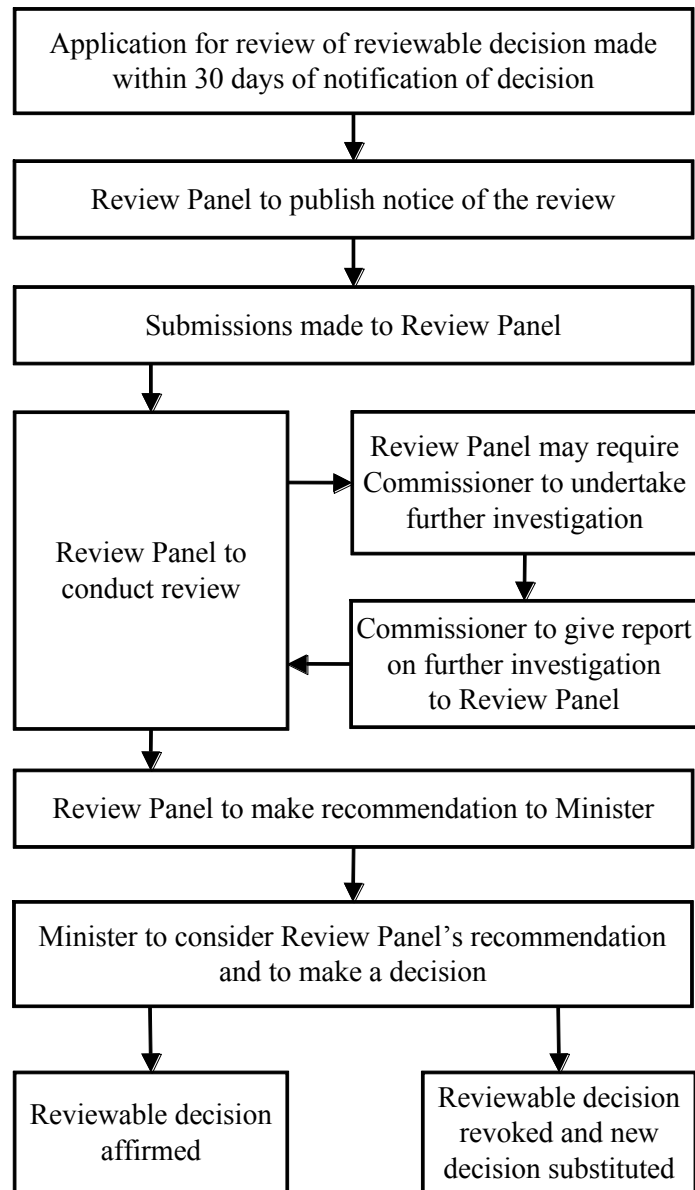 Application for review of reviewable decision made
within 30 days of notification of decision
Review Panel to publish notice of the review
Submissions made to Review Panel
Review Panel to
conduct review
Review Panel may require
Commissioner to undertake
further investigation
Commissioner to give report
on further investigation
to Review Panel
Review Panel to make recommendation to Minister
Minister to consider Review Panel’s recommendation
and to make a decision
Reviewable decision
affirmed
Reviewable decision
revoked and new
decision substituted